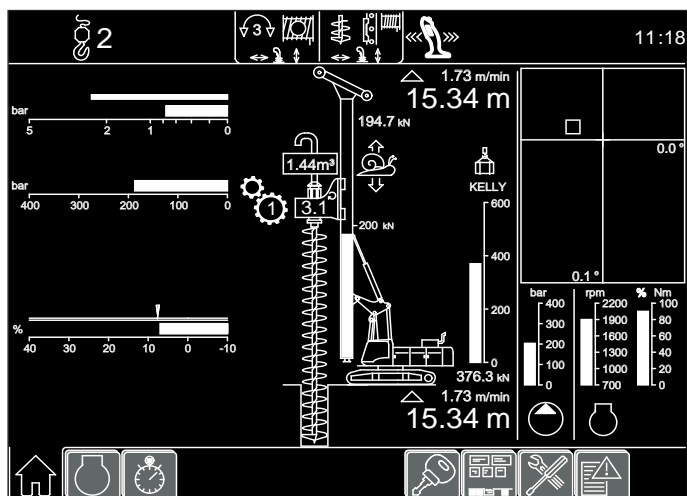 2
3
11:18
1.73 m/min
15.34 m
bar
5 2 1 0
194.7 kN
1.44m³
0.0 °
KELLY
bar
400 300 200 100 0
1
3.1
200 kN
600
400
200
0
0.1 °
bar
400
300
200
100
0
rpm
2200
1900
1600
1300
1000
700
% Nm
100
80
60
40
20
0
%
40 30 20 10 0 -10
376.3 kN
1.73 m/min
15.34 m